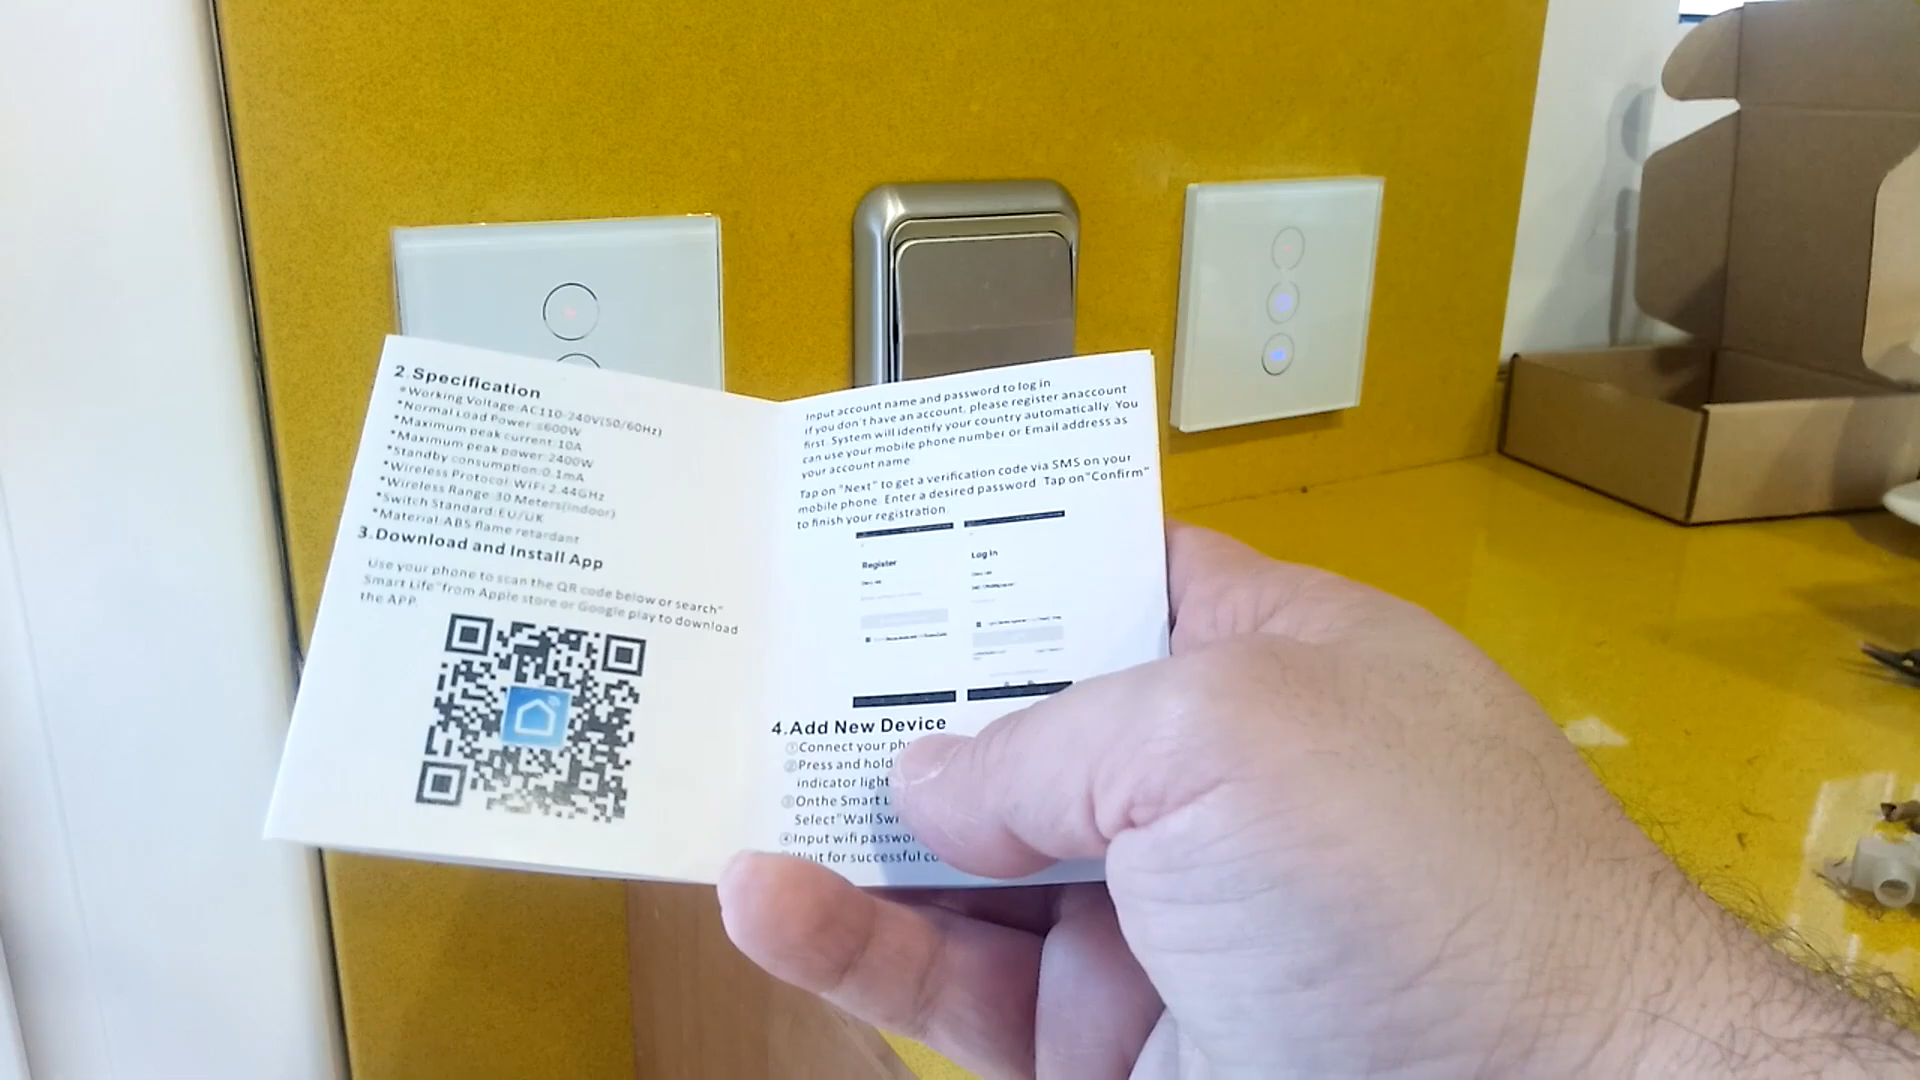 2.Specification
*Working Voltage:AC110-240V(50/60Hz)
*Normal Load Power:≤600W
*Maximum peak current:10A
*Maximum peak power:2400W
*Standby consumption:0.1mA
*Wireless Protocol:WiFi 2.44GHz
*Wireless Range:30 Meters(indoor)
*Switch Standard:EU/UK
*Material:ABS flame retardant
3.Download and Install App
Use your phone to scan the QR code below or search"
Smart Life"from Apple store or Google play to download
the APP.
Input account name and password to log in.
if you don't have an account, please register anaccount
first. System will identify your country automatically. You
can use your mobile phone number or Email address as
your account name.
Tap on "Next" to get a verification code via SMS on your
mobile phone. Enter a desired password. Tap on"Confirm"
to finish your registration.
Register
Log in
4.Add New Device
①Connect your
②Press and hold
indicator light
③Onthe Smart
Select"Wall
④Input wifi
Wait for successful